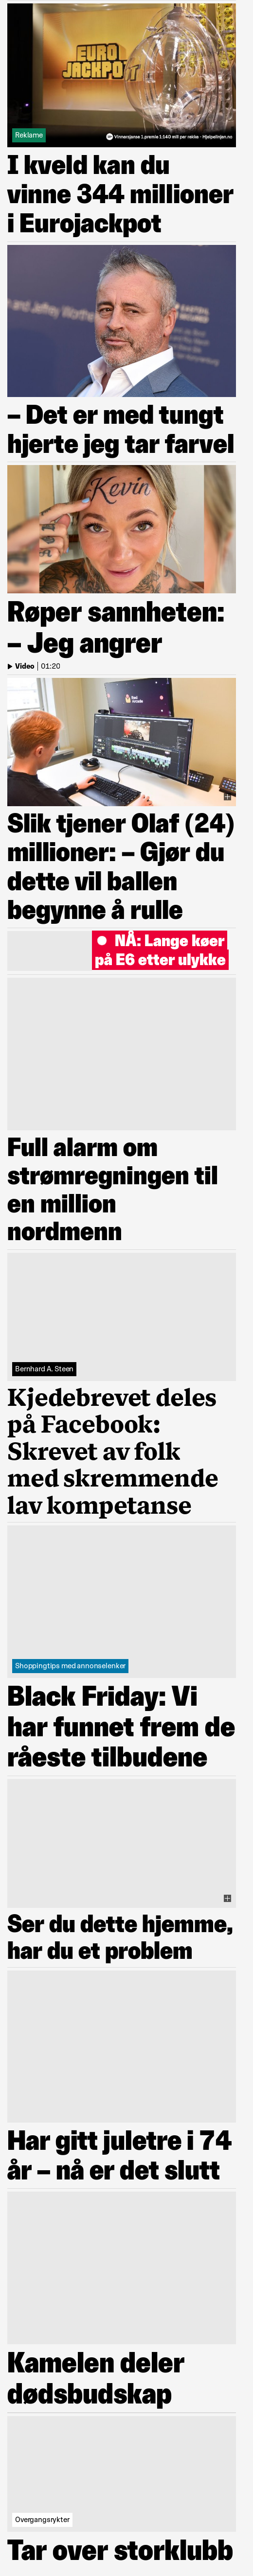 EURO
JACKPOT
Reklame
Vinnersjanse 1.premie 1:140 mill per rekke - Hjelpelinjen.no
I kveld kan du
vinne 344 millioner
i Eurojackpot
and Jeffrey Worthe
– Det er med tungt
hjerte jeg tar farvel
Kevin
Røper sannheten:
– Jeg angrer
Video | 01:20
Slik tjener Olaf (24)
millioner: – Gjør du
dette vil ballen
begynne å rulle
NÅ: Lange køer
på E6 etter ulykke
Full alarm om
strømregningen til
en million
nordmenn
Bernhard A. Steen
Kjedebrevet deles
på Facebook:
Skrevet av folk
med skremmende
lav kompetanse
Shoppingtips med annonselenker
Black Friday: Vi
har funnet frem de
råeste tilbudene
Ser du dette hjemme,
har du et problem
Har gitt juletre i 74
år – nå er det slutt
Kamelen deler
dødsbudskap
Overgangsrykter
Tar over storklubb